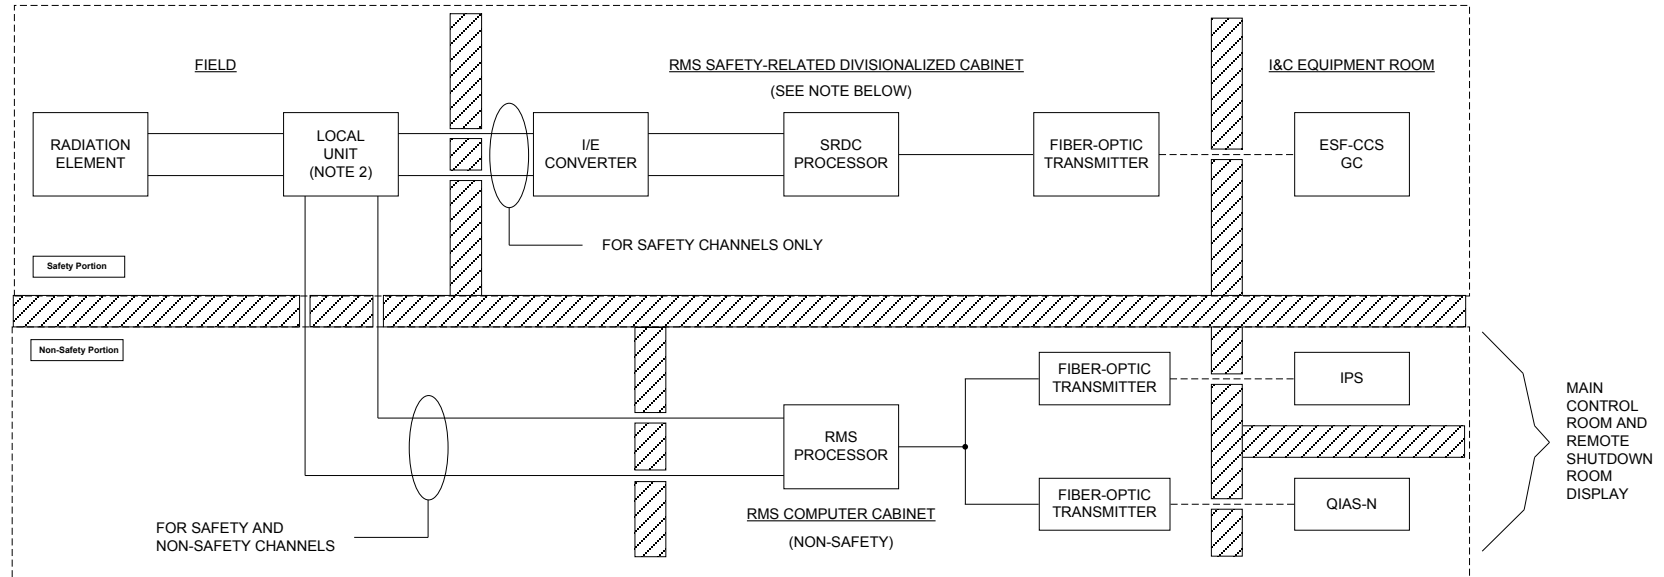 FIELD
RMS SAFETY-RELATED DIVISIONALIZED CABINET
(SEE NOTE BELOW)
I&C EQUIPMENT ROOM
RADIATION
ELEMENT
LOCAL
UNIT
(NOTE 2)
I/E
CONVERTER
SRDC
PROCESSOR
FIBER-OPTIC
TRANSMITTER
ESF-CCS
GC
FOR SAFETY CHANNELS ONLY
Safety Portion
Non-Safety Portion
FIBER-OPTIC
TRANSMITTER
IPS
RMS
PROCESSOR
FIBER-OPTIC
TRANSMITTER
QIAS-N
RMS COMPUTER CABINET
(NON-SAFETY)
FOR SAFETY AND
NON-SAFETY CHANNELS
MAIN
CONTROL
ROOM AND
REMOTE
SHUTDOWN
ROOM
DISPLAY